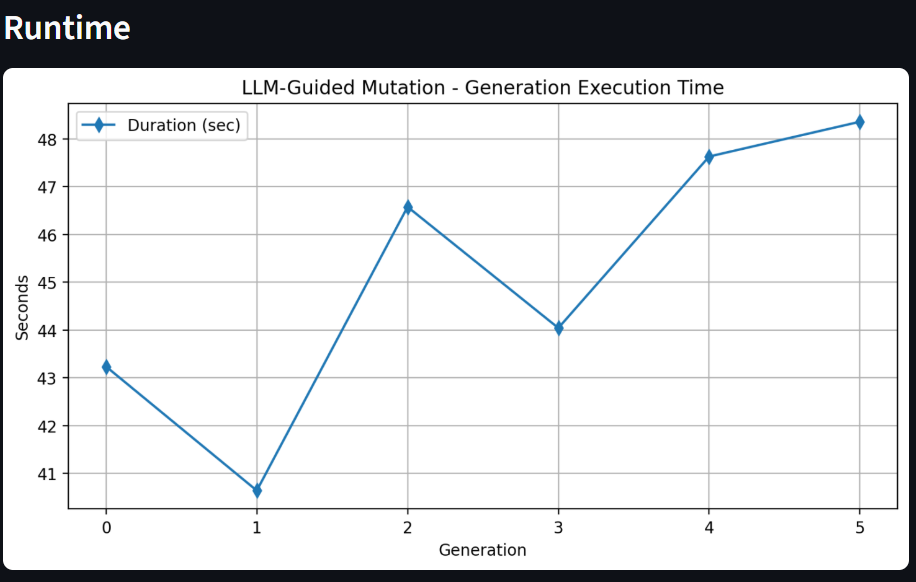 Runtime
LLM-Guided Mutation - Generation Execution Time
Duration (sec)
48
47
46
45
44
43
42
41
Seconds
0 1 2 3 4 5
Generation